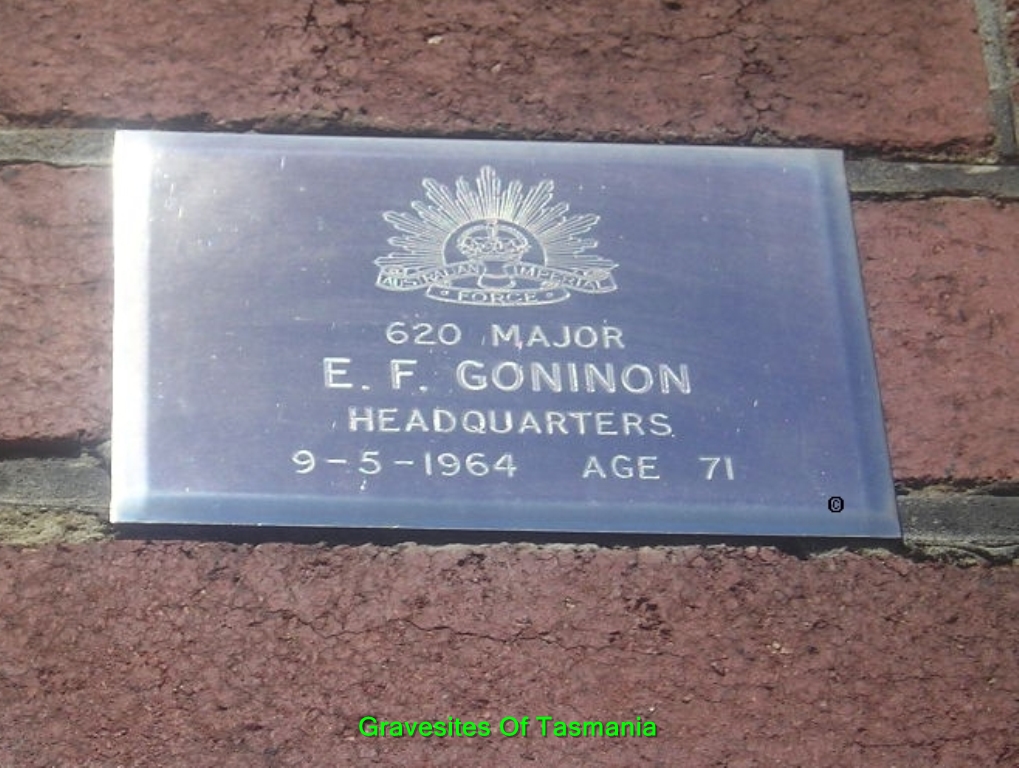 AUSTRALIAN IMPERIAL
FORCE
620 MAJOR
E. F. GONINON
HEADQUARTERS
9-5-1964 AGE 71
©
Gravesites Of Tasmania